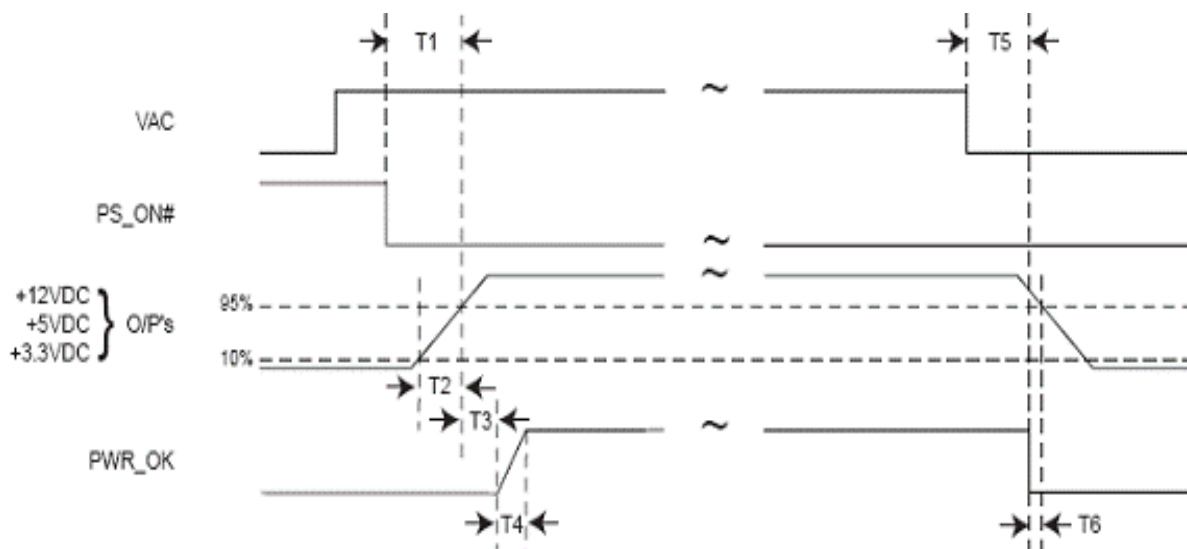 T1
T5
VAC
PS_ON#
+12VDC
+5VDC
+3.3VDC
} O/P's
95%
10%
T2
T3
PWR_OK
T4
T6